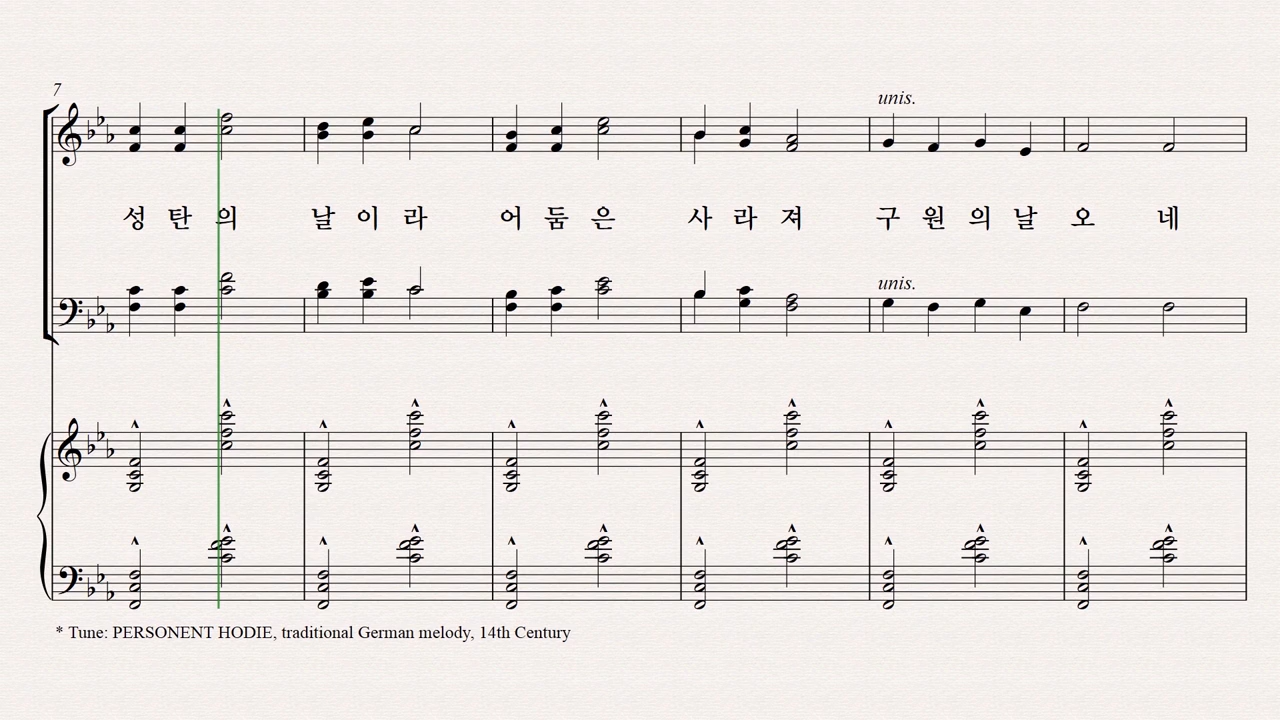 7
unis.
성 탄 의 날 이 라 어 둠 은 사 라 져 구 원 의 날 오 네
unis.
* Tune: PERSONENT HODIE, traditional German melody, 14th Century